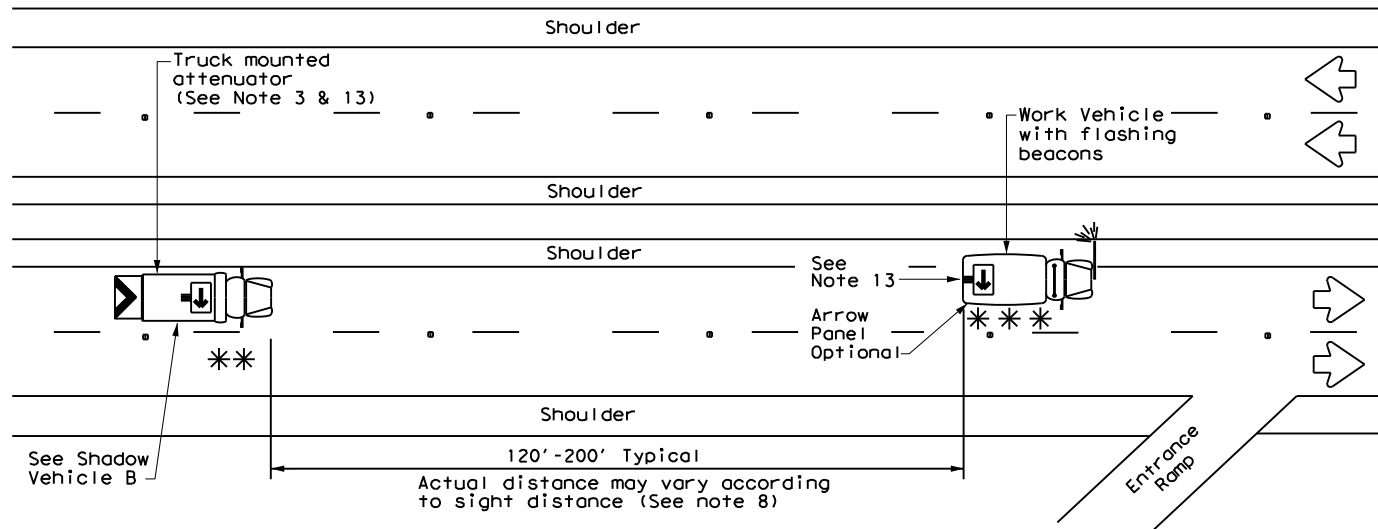 Shoulder
Truck mounted
attenuator
(See Note 3 & 13)
Work Vehicle
with flashing
beacons
Shoulder
Shoulder
See
Note 13
Arrow
Panel
Optional
Shoulder
See Shadow
Vehicle B
120'-200' Typical
Actual distance may vary according
to sight distance (See note 8)
Entrance
Ramp